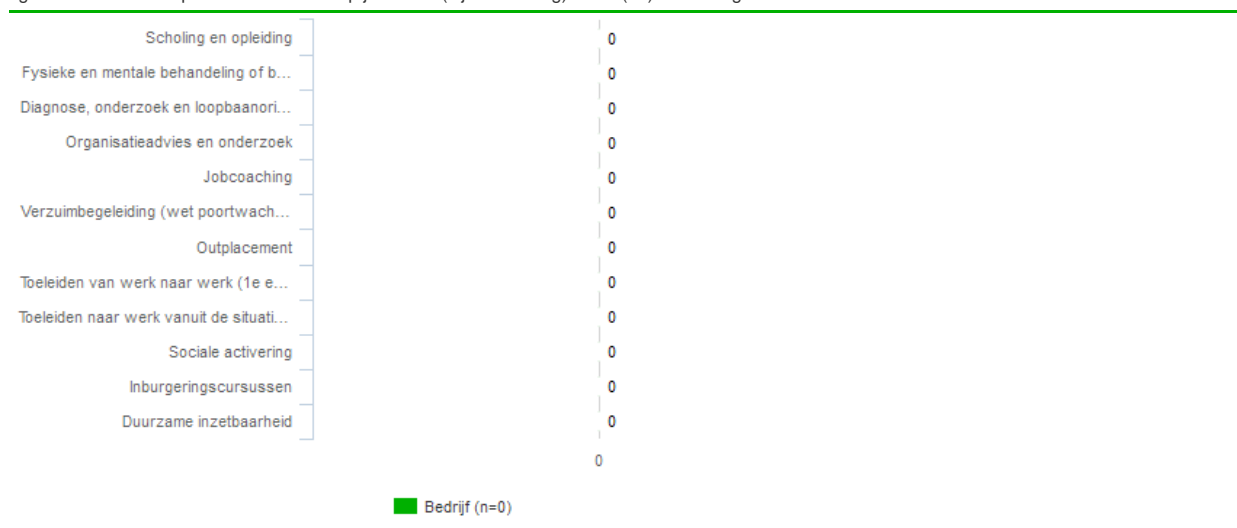 Scholing en opleiding 0
Fysieke en mentale behandeling of b... 0
Diagnose, onderzoek en loopbaanori... 0
Organisatieadvies en onderzoek 0
Jobcoaching 0
Verzuimbegeleiding (wet poortwach... 0
Outplacement 0
Toeleiden van werk naar werk (1e e... 0
Toeleiden naar werk vanuit de situati... 0
Sociale activering 0
Inburgeringscursussen 0
Duurzame inzetbaarheid 0
0
Bedrijf (n=0)